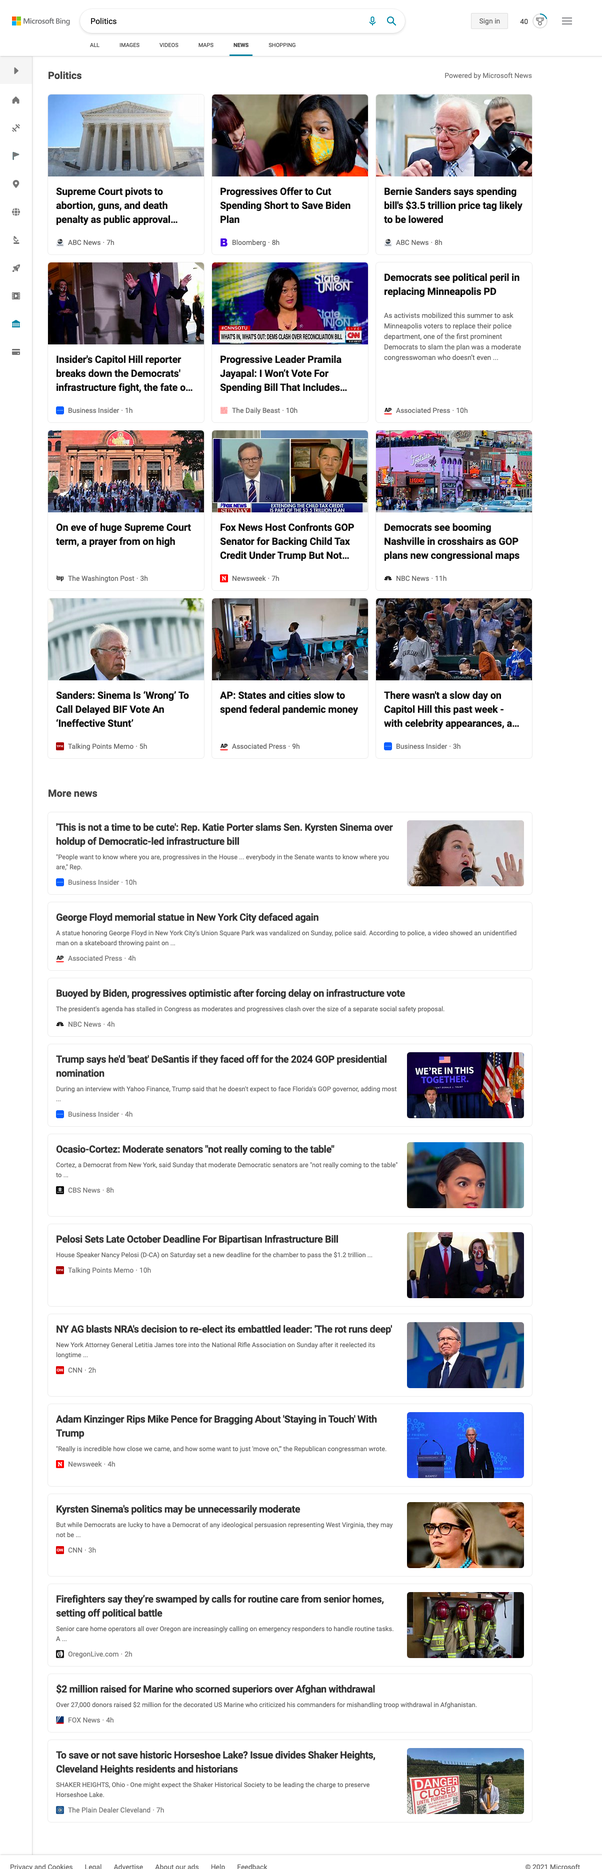 Microsoft Bing
Politics
Sign in
40
ALL IMAGES VIDEOS MAPS NEWS SHOPPING
Politics
Powered by Microsoft News
Supreme Court pivots to
abortion, guns, and death
penalty as public approval...
ABC News · 7h
Progressives Offer to Cut
Spending Short to Save Biden
Plan
Bloomberg · 8h
Bernie Sanders says spending
bill's $3.5 trillion price tag likely
to be lowered
ABC News · 8h
Insider's Capitol Hill reporter
breaks down the Democrats'
infrastructure fight, the fate o...
Business Insider · 1h
State
UNION
#CNNSOTU
WHAT'S IN, WHAT'S OUT: DEMS CLASH OVER RECONCILIATION BILL
CNN
Progressive Leader Pramila
Jayapal: I Won't Vote For
Spending Bill That Includes...
The Daily Beast · 10h
Democrats see political peril in
replacing Minneapolis PD
As activists mobilized this summer to ask
Minneapolis voters to replace their police
department, one of the first prominent
Democrats to slam the plan was a moderate
congresswoman who doesn't even ...
AP Associated Press · 10h
On eve of huge Supreme Court
term, a prayer from on high
wp The Washington Post · 3h
FOX NEWS
SUNDAY
EXTENDING THE CHILD TAX CREDIT
IS PART OF THE $3.5 TRILLION PLAN
Fox News Host Confronts GOP
Senator for Backing Child Tax
Credit Under Trump But Not...
N Newsweek · 7h
Democrats see booming
Nashville in crosshairs as GOP
plans new congressional maps
NBC News · 11h
Sanders: Sinema Is ‘Wrong’ To
Call Delayed BIF Vote An
‘Ineffective Stunt’
Talking Points Memo · 5h
AP: States and cities slow to
spend federal pandemic money
AP Associated Press · 9h
There wasn't a slow day on
Capitol Hill this past week -
with celebrity appearances, a...
Business Insider · 3h
More news
'This is not a time to be cute': Rep. Katie Porter slams Sen. Kyrsten Sinema over
holdup of Democratic-led infrastructure bill
"People want to know where you are, progressives in the House ... everybody in the Senate wants to know where you
are," Rep.
Business Insider · 10h
George Floyd memorial statue in New York City defaced again
A statue honoring George Floyd in New York City's Union Square Park was vandalized on Sunday, police said. According to police, a video showed an unidentified
man on a skateboard throwing paint on ...
AP Associated Press · 4h
Buoyed by Biden, progressives optimistic after forcing delay on infrastructure vote
The president's agenda has stalled in Congress as moderates and progressives clash over the size of a separate social safety proposal.
NBC News · 4h
Trump says he'd 'beat' DeSantis if they faced off for the 2024 GOP presidential
nomination
During an interview with Yahoo Finance, Trump said that he doesn't expect to face Florida's GOP governor, adding most
...
Business Insider · 4h
WE'RE IN THIS
TOGETHER.
Ocasio-Cortez: Moderate senators "not really coming to the table"
Cortez, a Democrat from New York, said Sunday that moderate Democratic senators are "not really coming to the table"
to ...
CBS News · 8h
Pelosi Sets Late October Deadline For Bipartisan Infrastructure Bill
House Speaker Nancy Pelosi (D-CA) on Saturday set a new deadline for the chamber to pass the $1.2 trillion ...
Talking Points Memo · 10h
NY AG blasts NRA's decision to re-elect its embattled leader: 'The rot runs deep'
New York Attorney General Letitia James tore into the National Rifle Association on Sunday after it reelected its
longtime ...
CNN · 2h
Adam Kinzinger Rips Mike Pence for Bragging About 'Staying in Touch' With
Trump
"Really is incredible how close we came, and how some want to just 'move on,'" the Republican congressman wrote.
N Newsweek · 4h
Kyrsten Sinema's politics may be unnecessarily moderate
But while Democrats are lucky to have a Democrat of any ideological persuasion representing West Virginia, they may
not be ...
CNN · 3h
Firefighters say they're swamped by calls for routine care from senior homes,
setting off political battle
Senior care home operators all over Oregon are increasingly calling on emergency responders to handle routine tasks.
A ...
OregonLive.com · 2h
$2 million raised for Marine who scorned superiors over Afghan withdrawal
Over 27,000 donors raised $2 million for the decorated US Marine who criticized his commanders for mishandling troop withdrawal in Afghanistan.
FOX News · 4h
To save or not save historic Horseshoe Lake? Issue divides Shaker Heights,
Cleveland Heights residents and historians
SHAKER HEIGHTS, Ohio - One might expect the Shaker Historical Society to be leading the charge to preserve
Horseshoe Lake.
The Plain Dealer Cleveland · 7h
DANGER
CLOSED
Privacy and Cookies Legal Advertise About our ads Help Feedback
© 2021 Microsoft